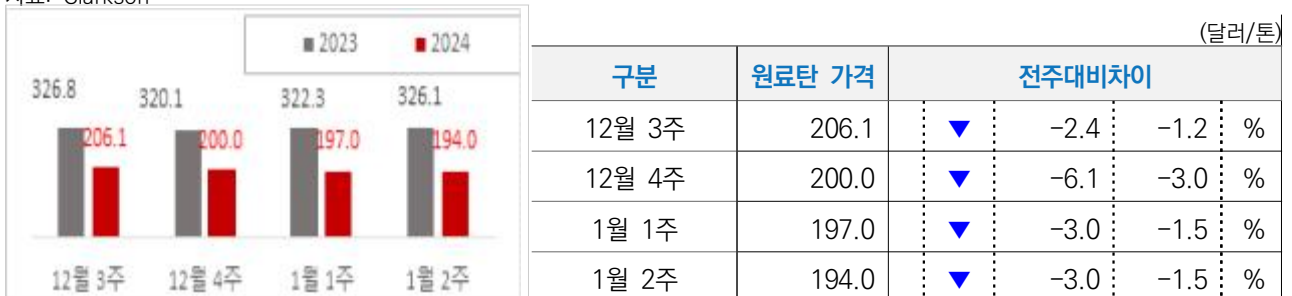 자료: Clarkson
■ 2023 ■ 2024
326.8 320.1 322.3 326.1
206.1 200.0 197.0 194.0
12월 3주 12월 4주 1월 1주 1월 2주
(달러/톤)
구분 원료탄 가격 전주대비차이
12월 3주 206.1 ▼ -2.4 -1.2 %
12월 4주 200.0 ▼ -6.1 -3.0 %
1월 1주 197.0 ▼ -3.0 -1.5 %
1월 2주 194.0 ▼ -3.0 -1.5 %